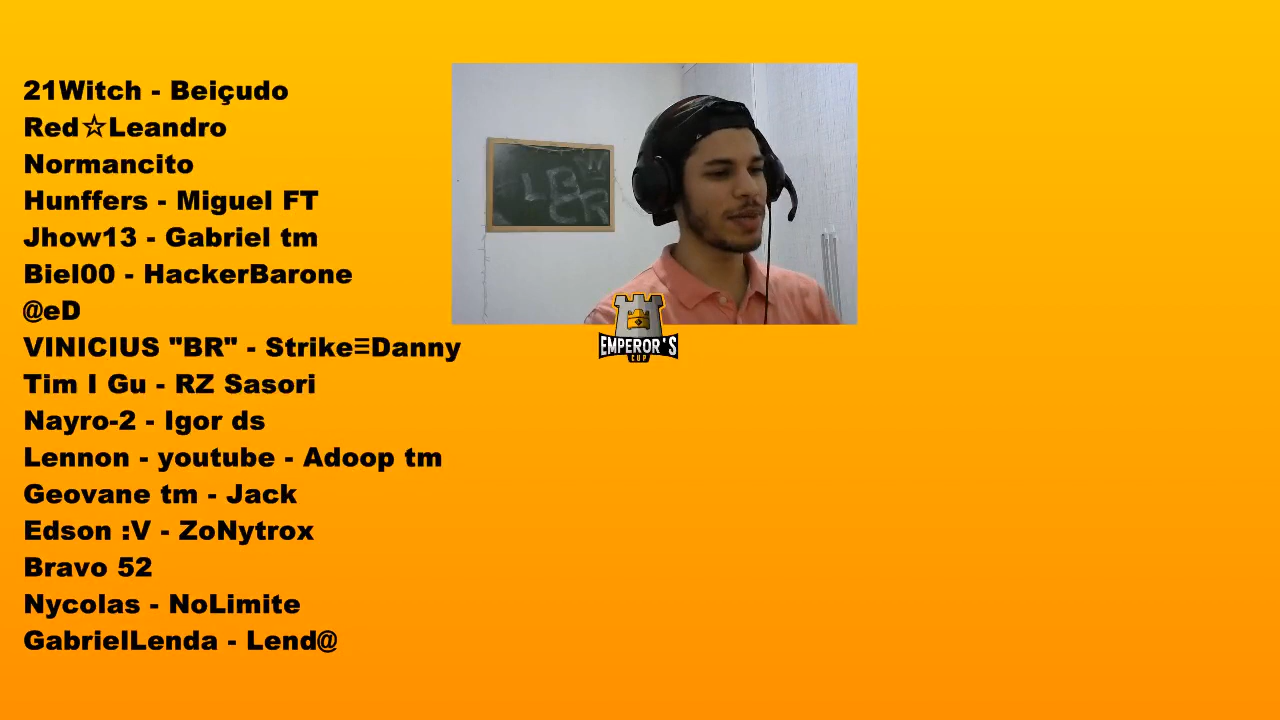 21Witch - Beiçudo
Red☆Leandro
Normancito
Hunffers - Miguel FT
Jhow13 - Gabriel tm
Biel00 - HackerBarone
@eD
VINICIUS "BR" - Strike☰Danny
Tim I Gu - RZ Sasori
Nayro-2 - Igor ds
Lennon - youtube - Adoop tm
Geovane tm - Jack
Edson :V - ZoNytrox
Bravo 52
Nycolas - NoLimite
GabrielLenda - Lend@
EMPEROR'S
CUP